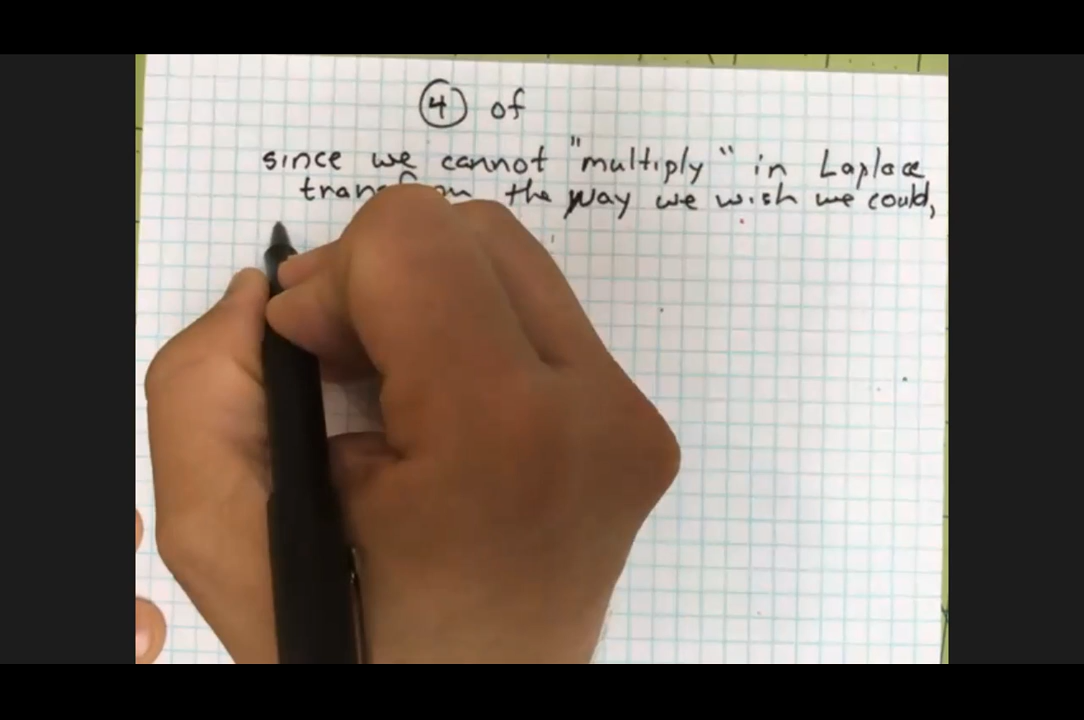 ④ of
since we cannot "multiply" in Laplace
the way we wish we could,